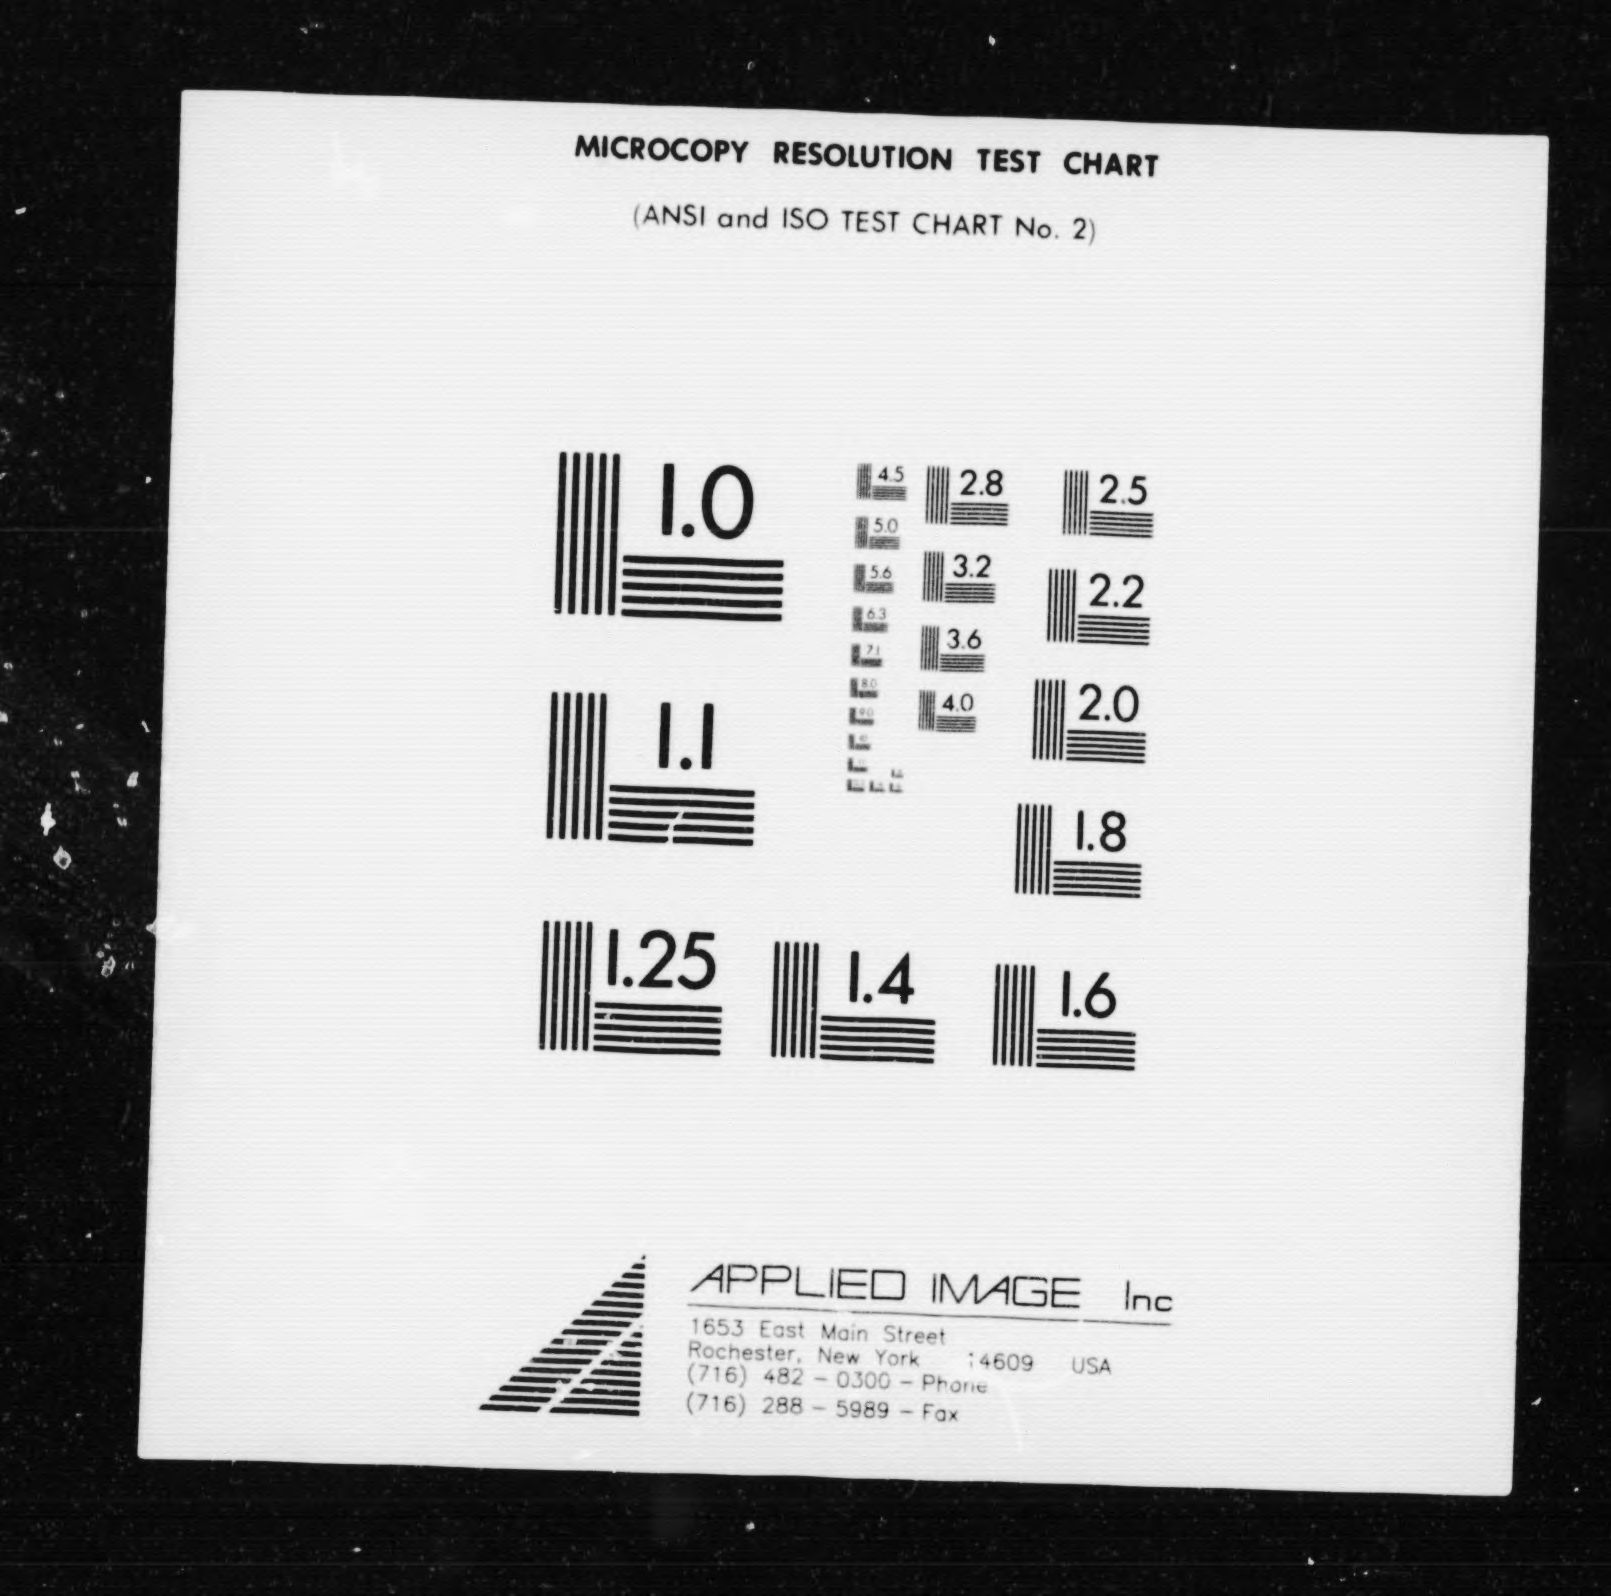 MICROCOPY RESOLUTION TEST CHART
(ANSI and ISO TEST CHART No. 2)
1.0
4.5
2.8
2.5
5.0
3.2
2.2
5.6
6.3
3.6
7.1
8.0
4.0
2.0
9.0
1.1
1.8
1.25
1.4
1.6
APPLIED IMAGE Inc
1653 East Main Street
Rochester, New York 14609 USA
(716) 482 - 0300 - Phone
(716) 288 - 5989 - Fax